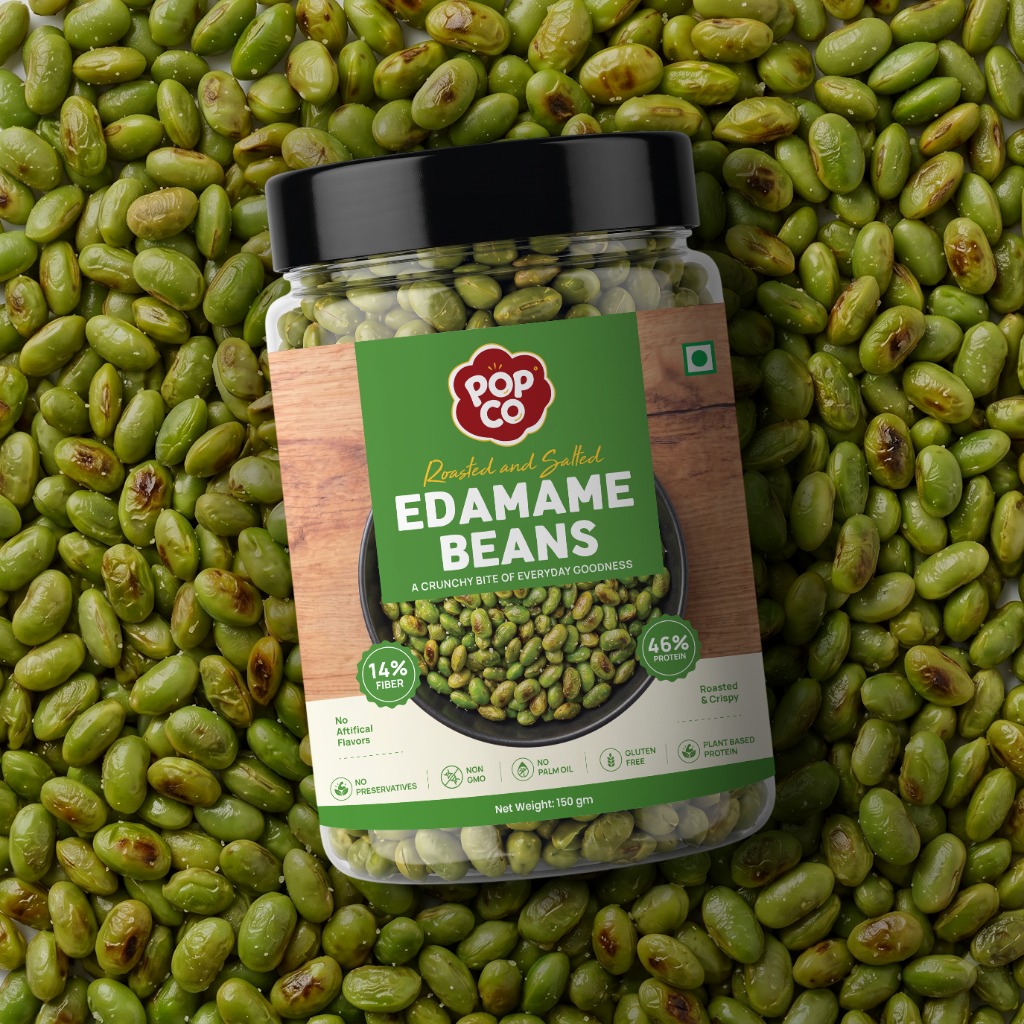 POP
CO
Roasted and Salted
EDAMAME
BEANS
A CRUNCHY BITE OF EVERYDAY GOODNESS
14%
FIBER
46%
PROTEIN
No
Attifical
Flavors
Roasted
& Crispy
NO
PRESERVATIVES
NON
GMO
NO
PALM OIL
GLUTEN
FREE
PLANT BASED
PROTEIN
Net Weight: 150 gm